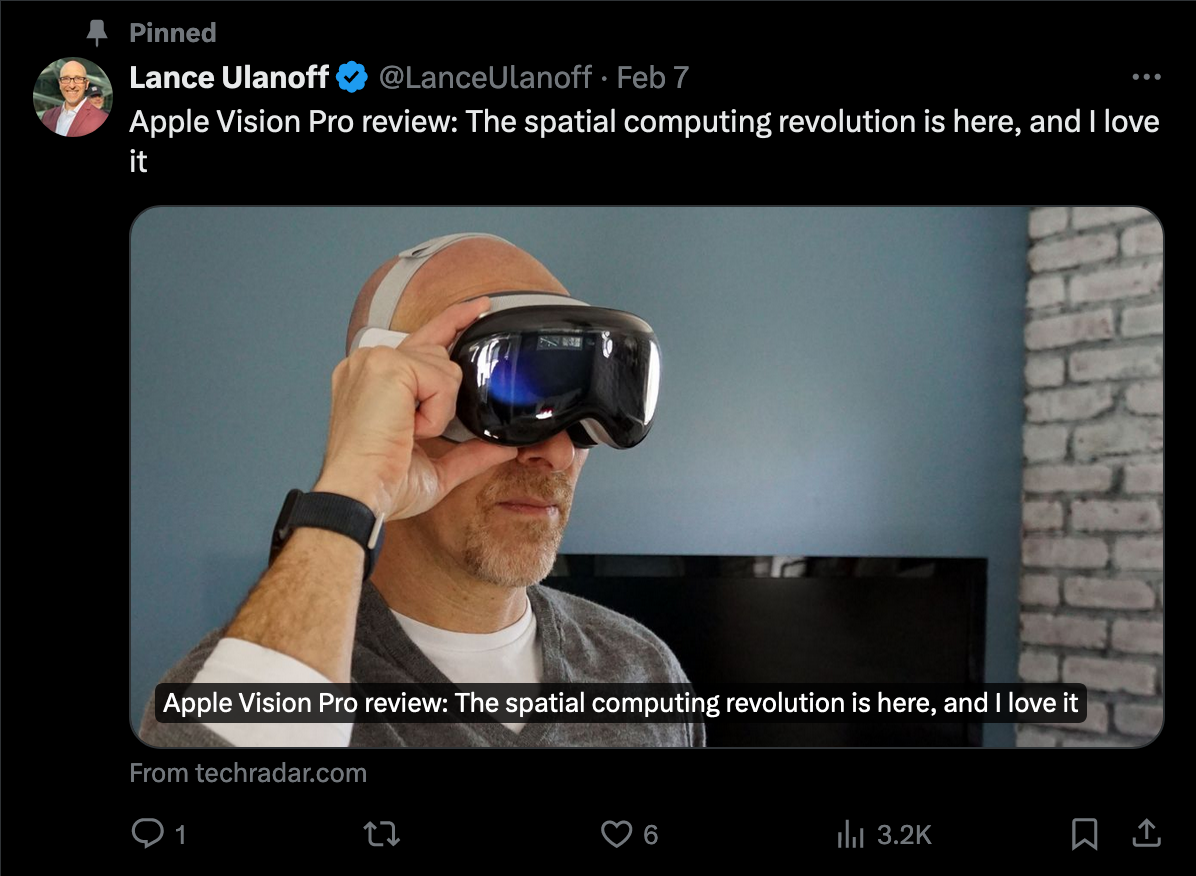 Pinned
Lance Ulanoff @LanceUlanoff · Feb 7
Apple Vision Pro review: The spatial computing revolution is here, and I love
it
Apple Vision Pro review: The spatial computing revolution is here, and I love it
From techradar.com
1 6 3.2K